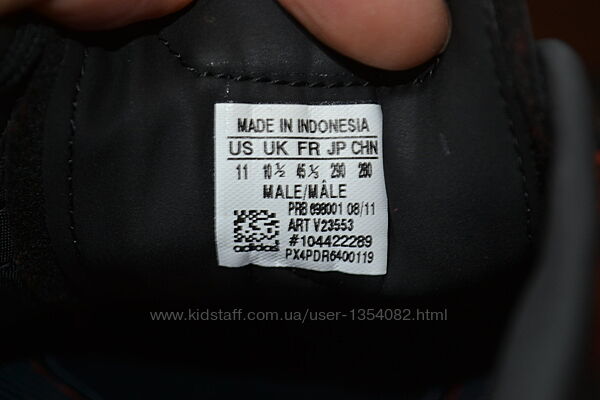 MADE IN INDONESIA
US UK FR JP CHN
11 10½ 45⅓ 290 280
MALE/MÂLE
PRB 698001 08/11
ART V23553
#104422289
PX4PDR6400119
adidas
www.kidstaff.com.ua/user-1354082.html